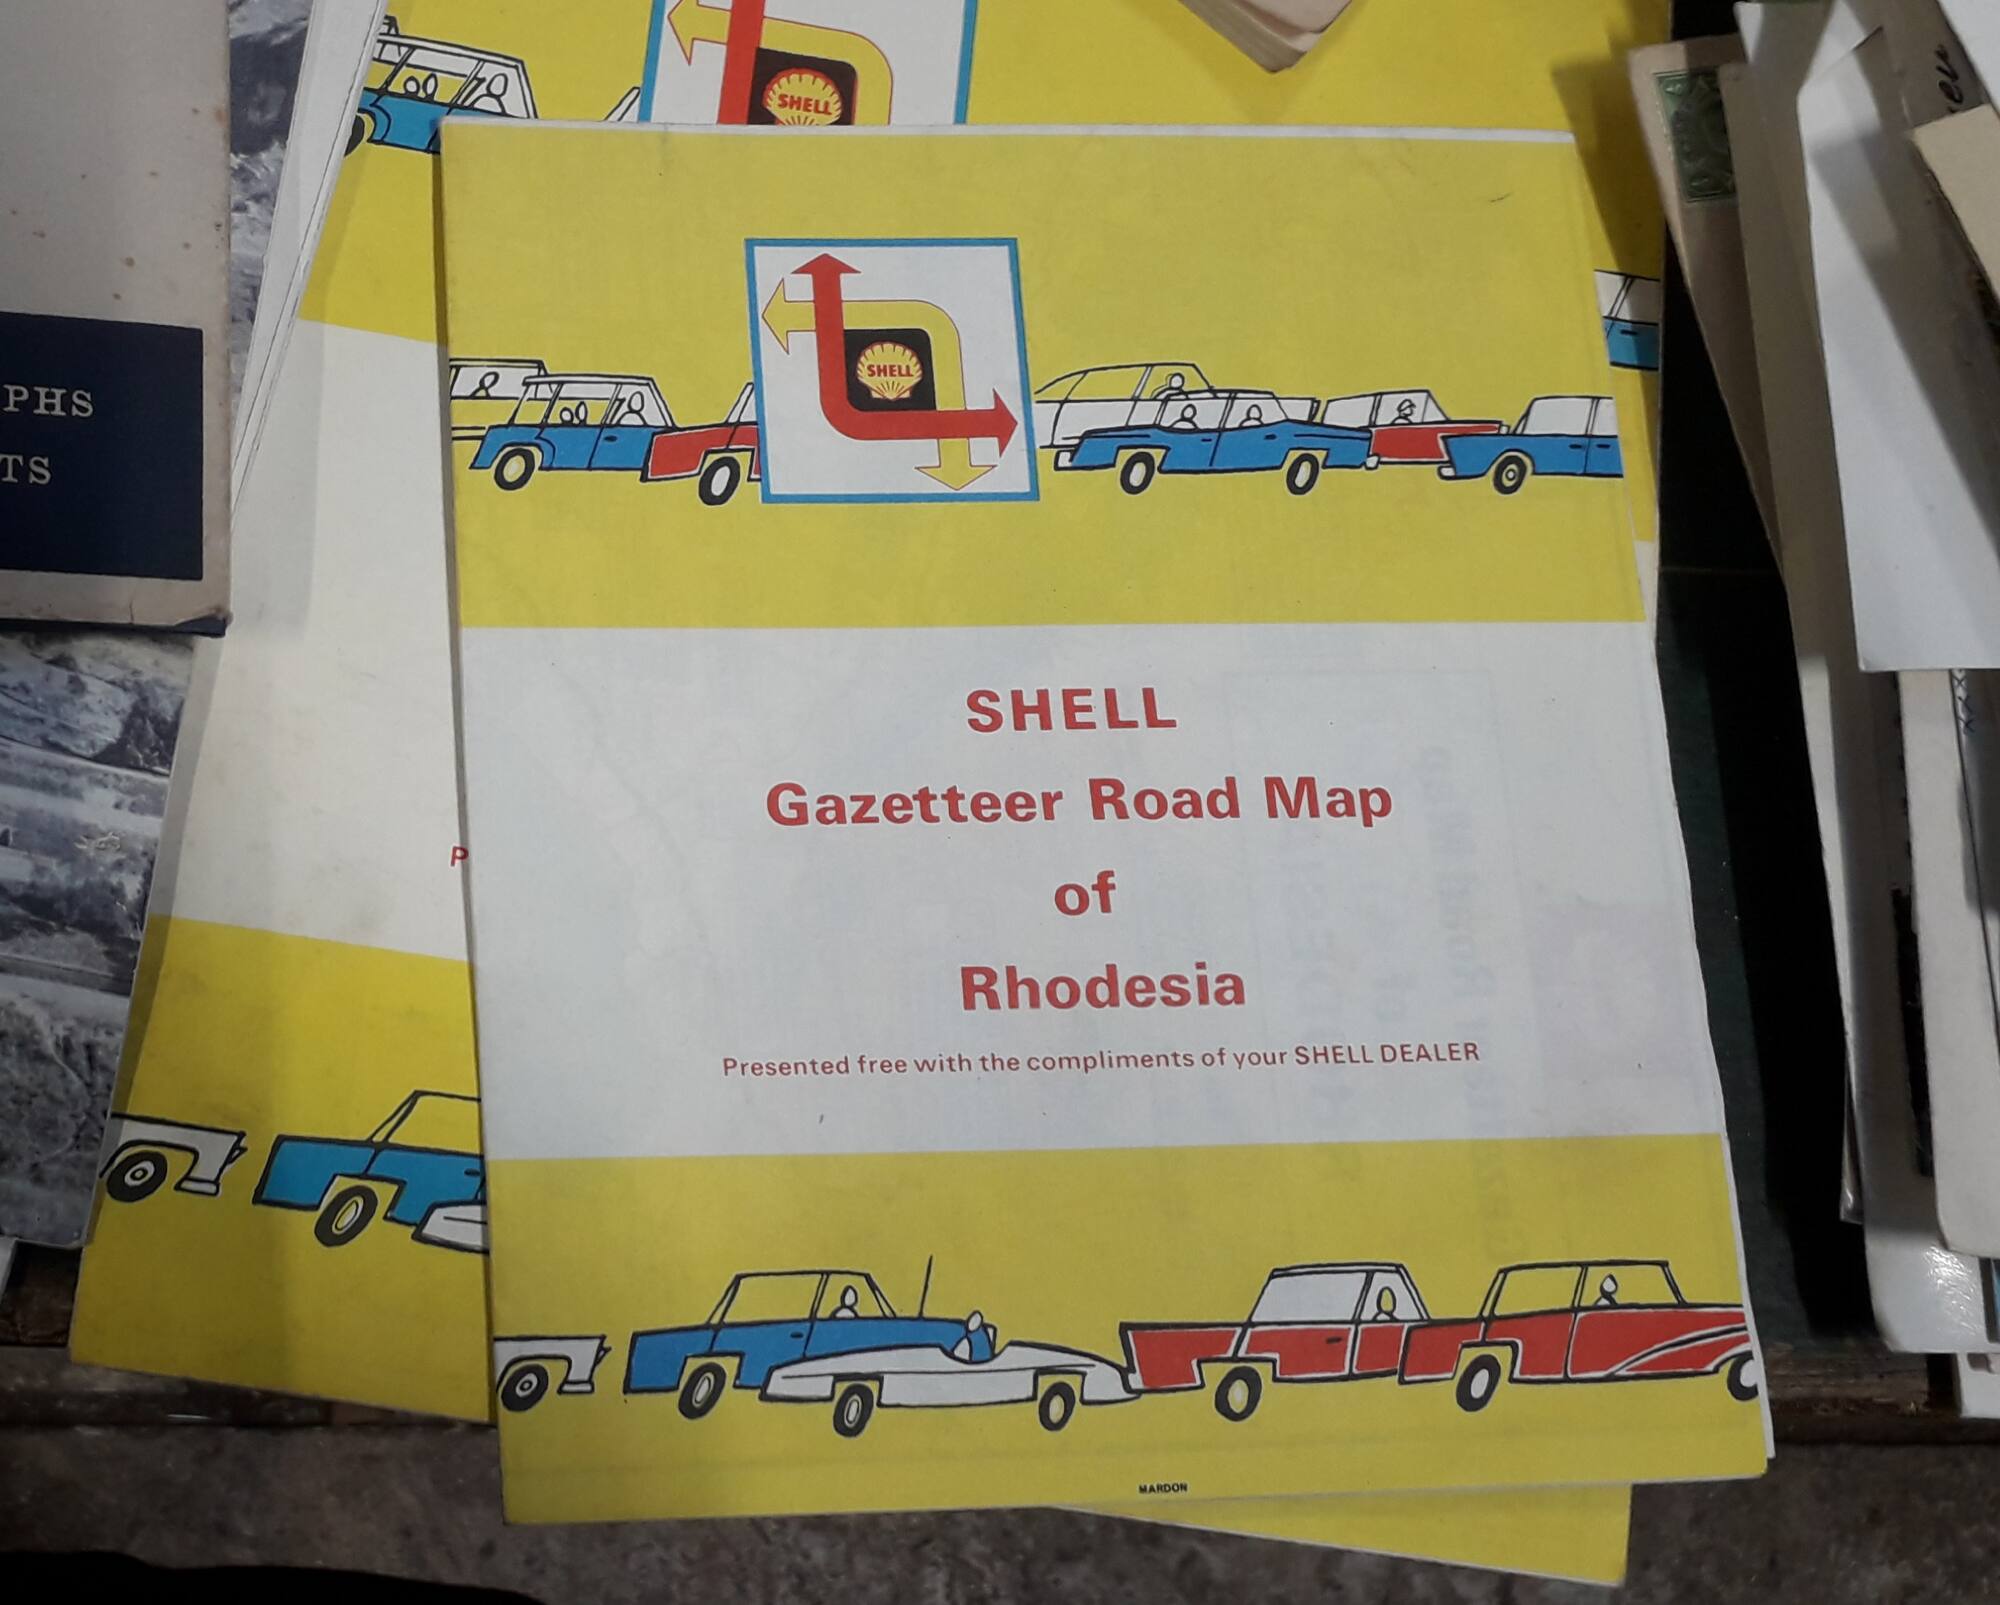 SHELL
SHELL
SHELL
Gazetteer Road Map
of
Rhodesia
Presented free with the compliments of your SHELL DEALER
MARDON
PHS
TS
P